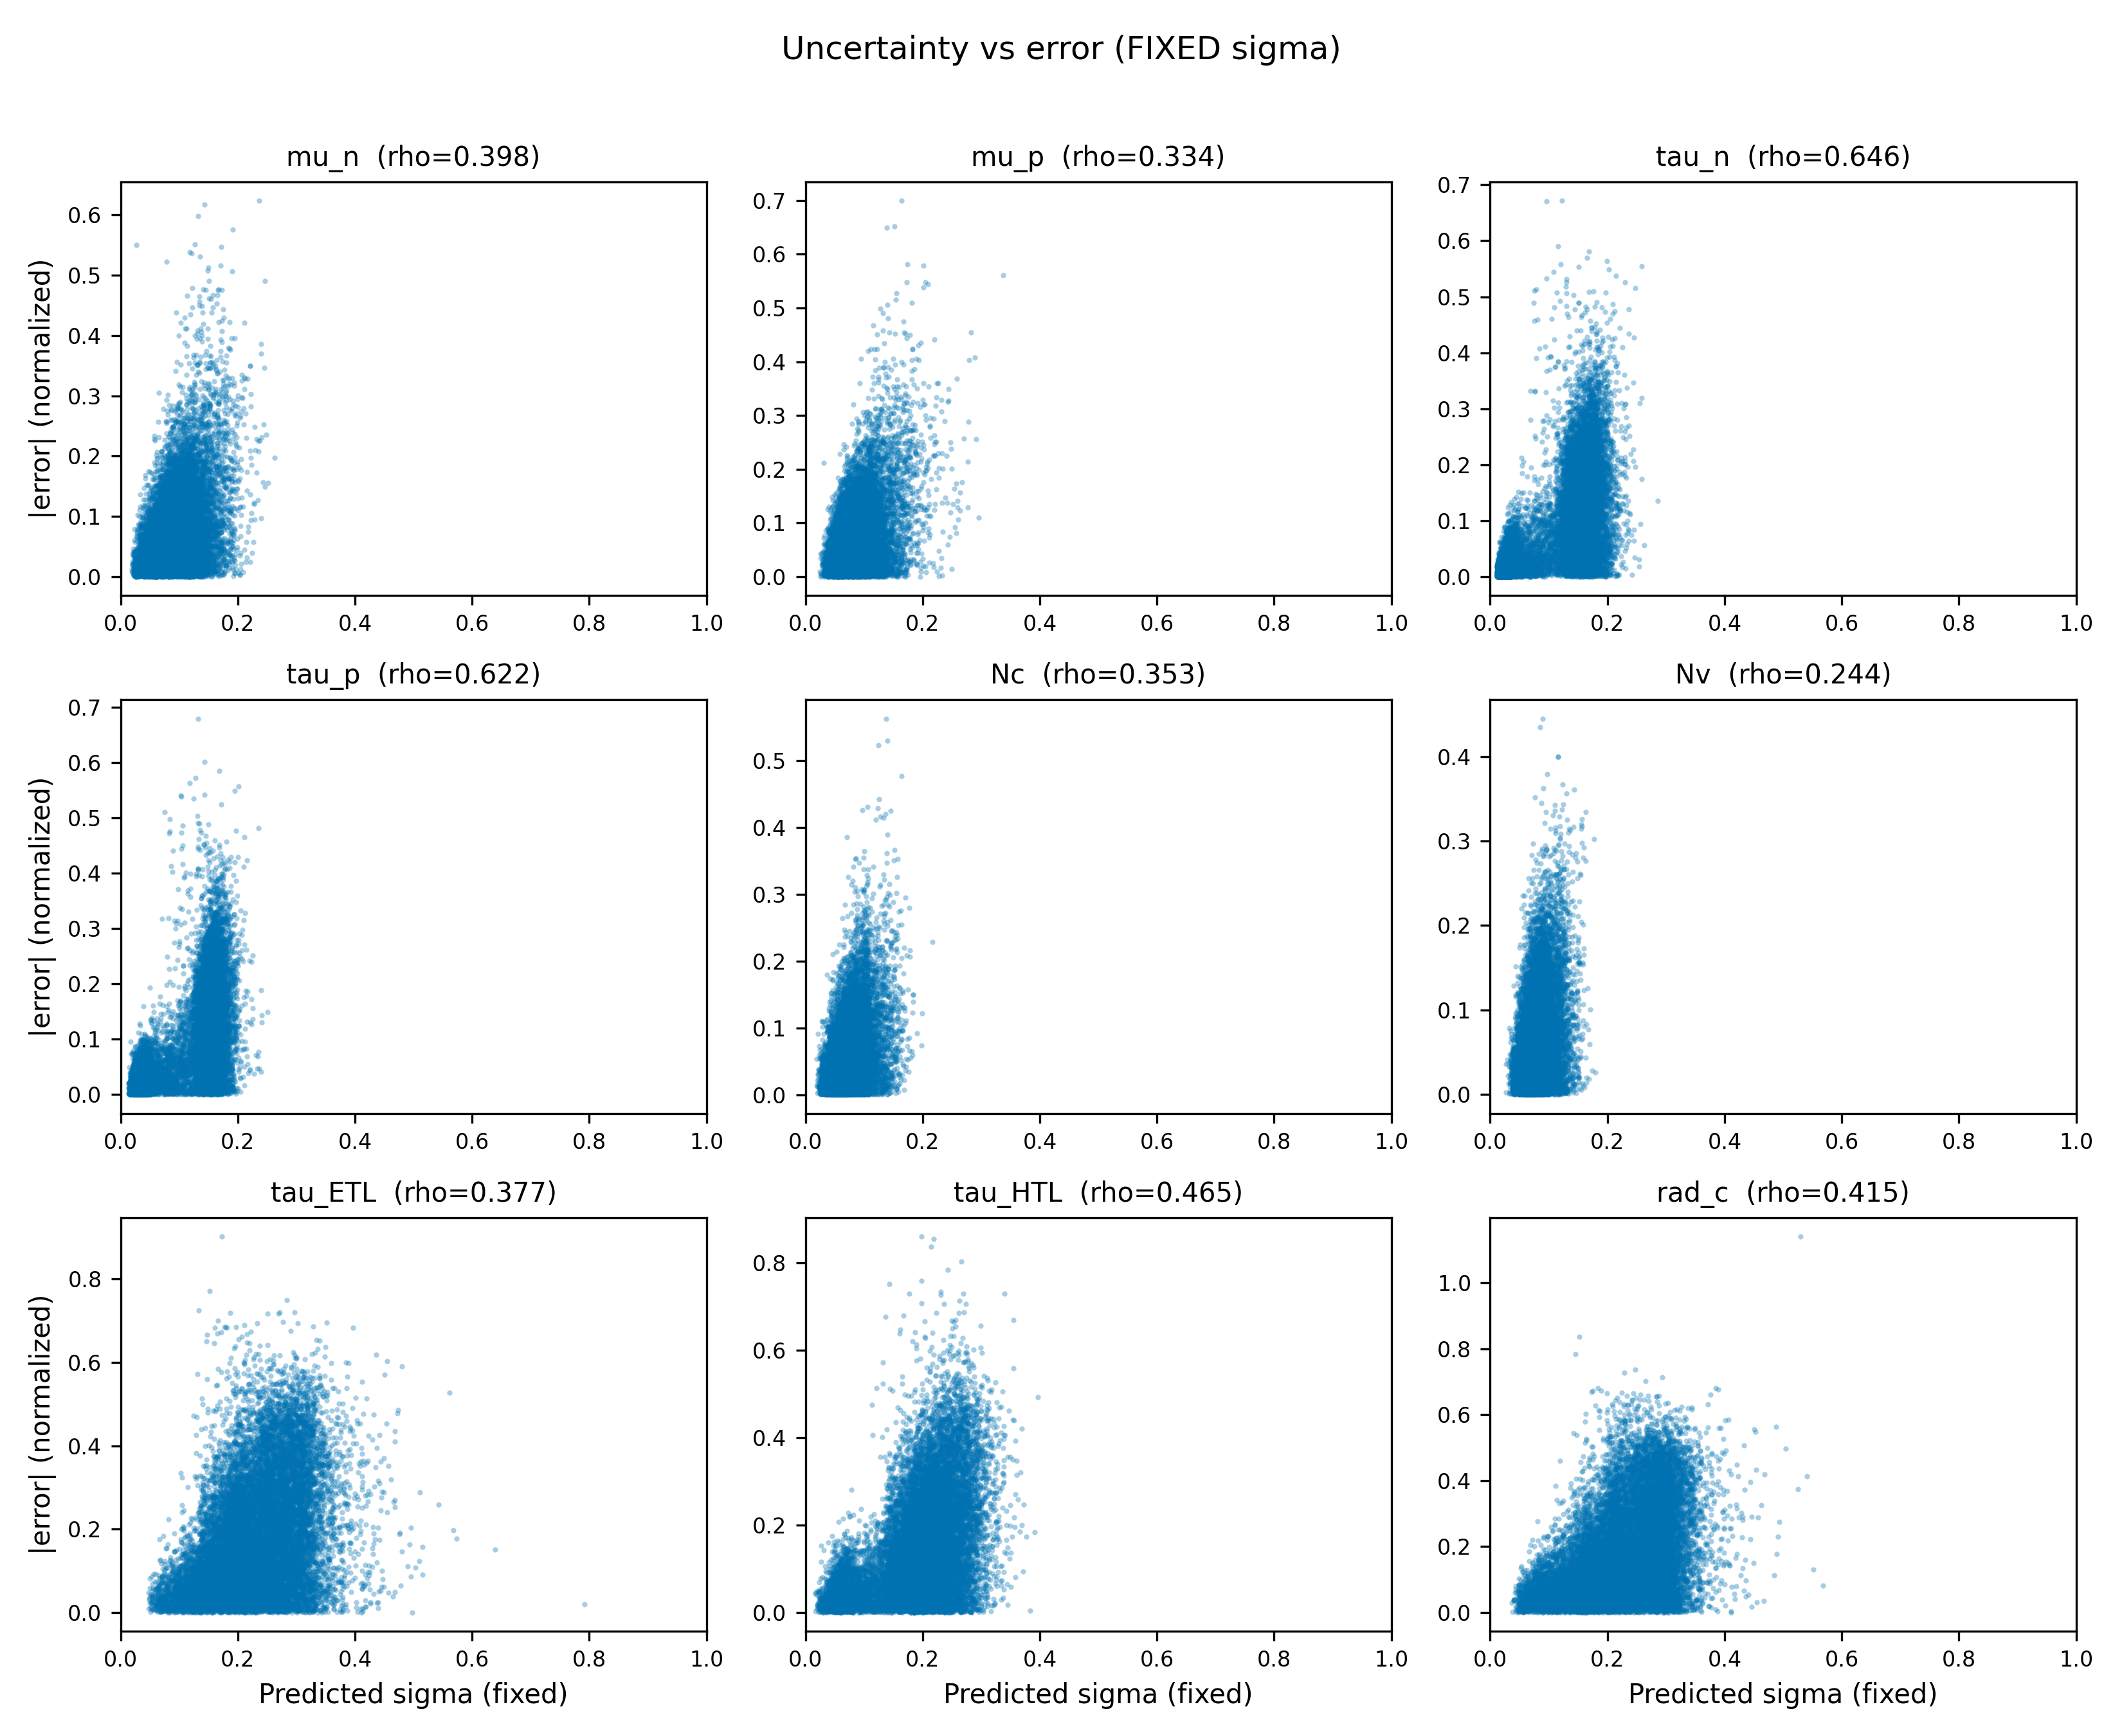 Uncertainty vs error (FIXED sigma)
mu_n  (rho=0.398)
mu_p  (rho=0.334)
tau_n  (rho=0.646)
|error| (normalized)
0.6
0.5
0.4
0.3
0.2
0.1
0.0
0.7
0.6
0.5
0.4
0.3
0.2
0.1
0.0
0.7
0.6
0.5
0.4
0.3
0.2
0.1
0.0
0.0 0.2 0.4 0.6 0.8 1.0
0.0 0.2 0.4 0.6 0.8 1.0
0.0 0.2 0.4 0.6 0.8 1.0
tau_p  (rho=0.622)
Nc  (rho=0.353)
Nv  (rho=0.244)
|error| (normalized)
0.7
0.6
0.5
0.4
0.3
0.2
0.1
0.0
0.5
0.4
0.3
0.2
0.1
0.0
0.4
0.3
0.2
0.1
0.0
0.0 0.2 0.4 0.6 0.8 1.0
0.0 0.2 0.4 0.6 0.8 1.0
0.0 0.2 0.4 0.6 0.8 1.0
tau_ETL  (rho=0.377)
tau_HTL  (rho=0.465)
rad_c  (rho=0.415)
|error| (normalized)
0.8
0.6
0.4
0.2
0.0
0.8
0.6
0.4
0.2
0.0
1.0
0.8
0.6
0.4
0.2
0.0
0.0 0.2 0.4 0.6 0.8 1.0
0.0 0.2 0.4 0.6 0.8 1.0
0.0 0.2 0.4 0.6 0.8 1.0
Predicted sigma (fixed)
Predicted sigma (fixed)
Predicted sigma (fixed)